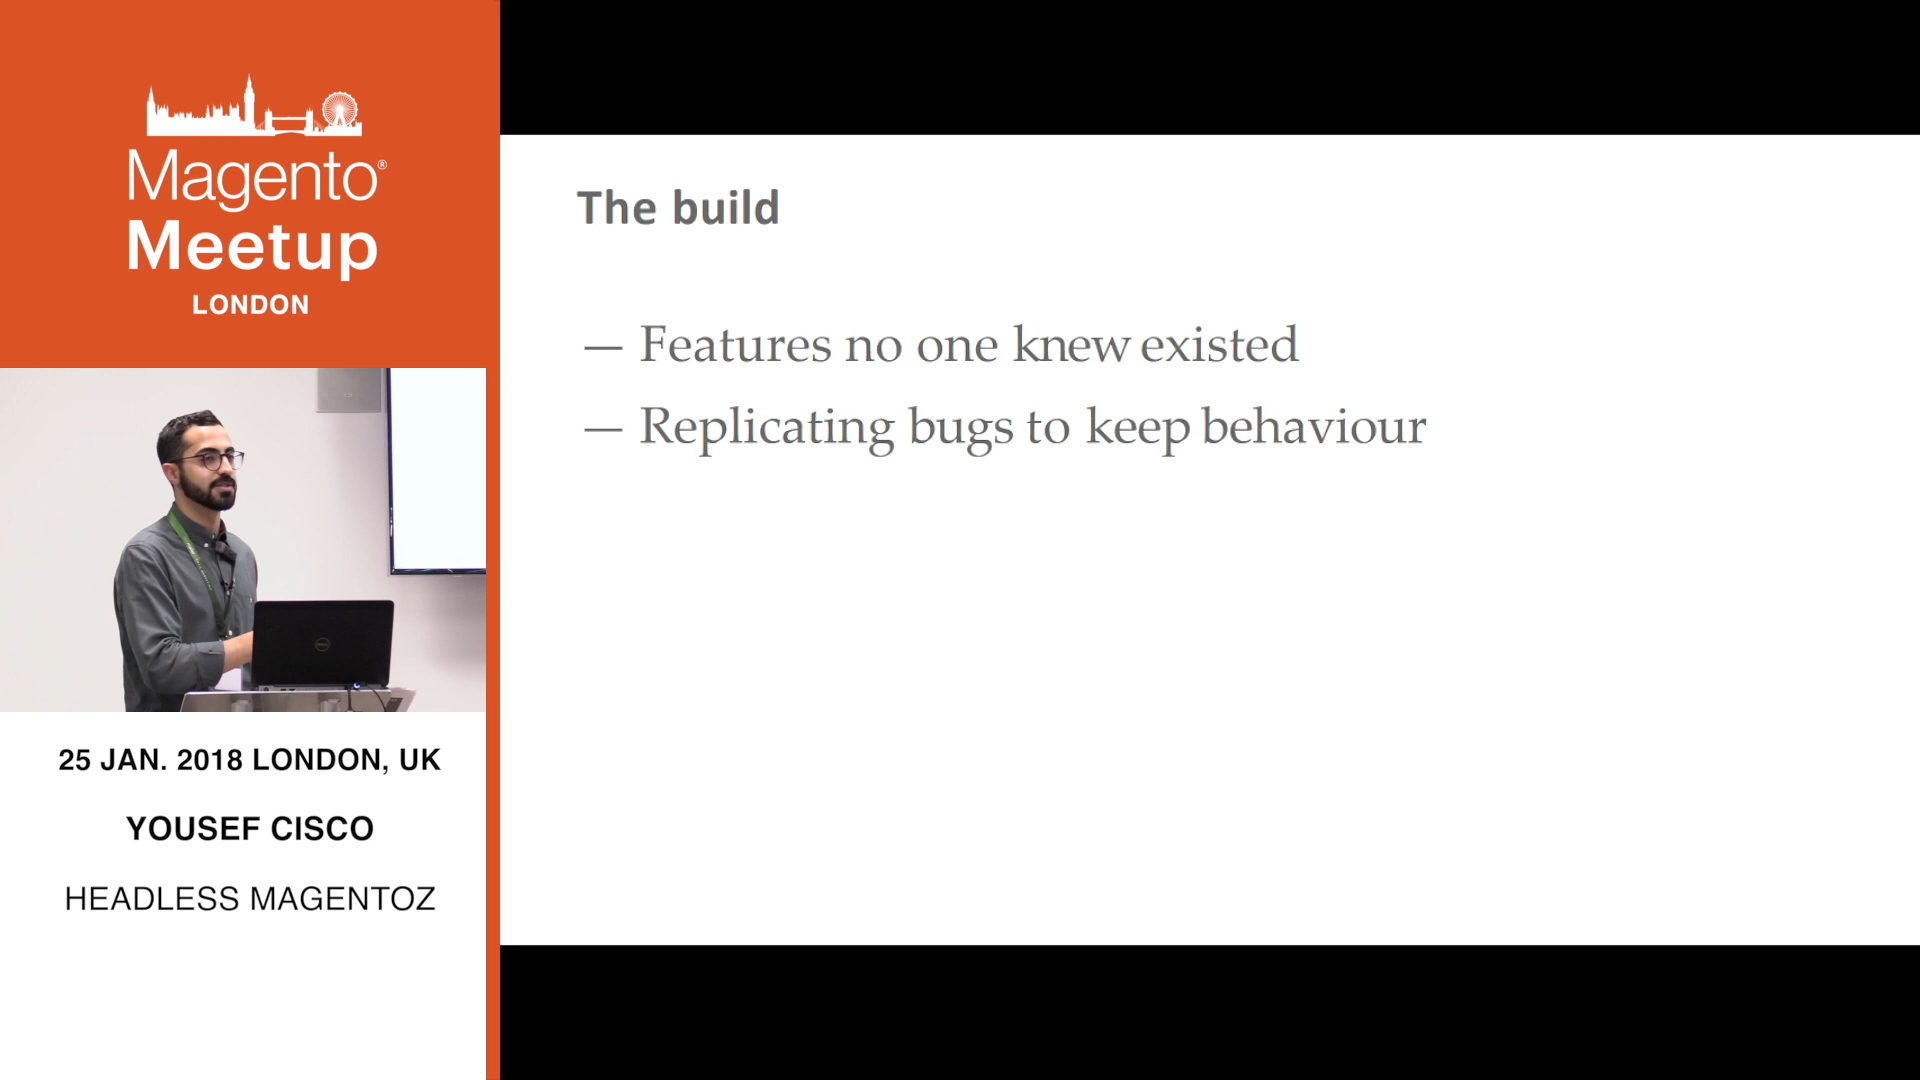 Magento®
Meetup
LONDON
25 JAN. 2018 LONDON, UK
YOUSEF CISCO
HEADLESS MAGENTOZ
The build
— Features no one knew existed
— Replicating bugs to keep behaviour